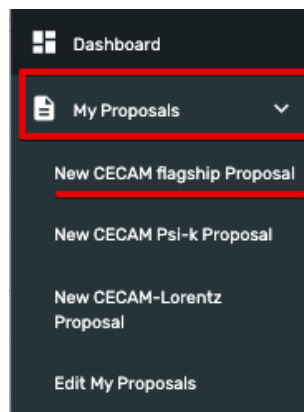 Dashboard
My Proposals
New CECAM flagship Proposal
New CECAM Psi-k Proposal
New CECAM-Lorentz
Proposal
Edit My Proposals